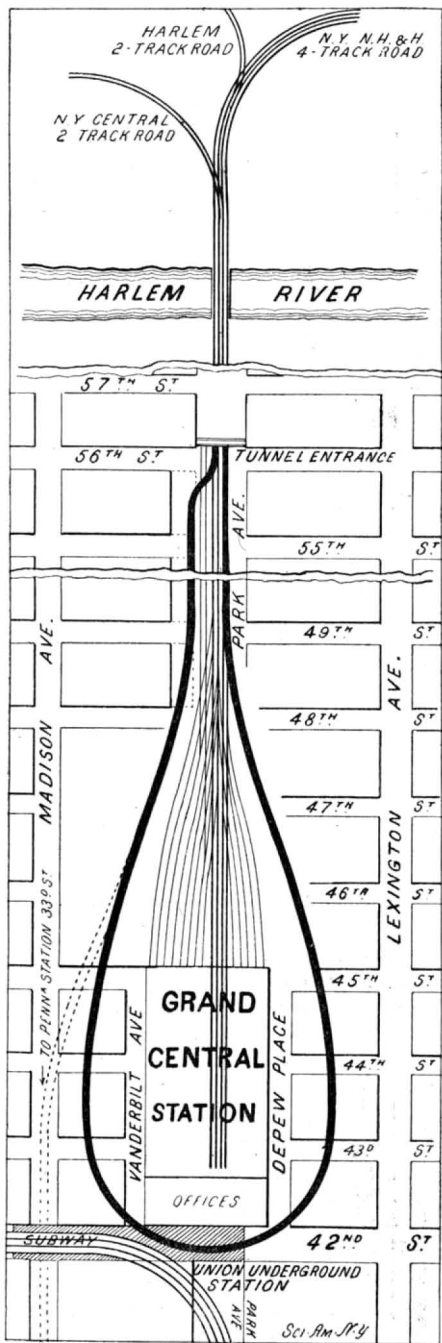 HARLEM
2-TRACK ROAD
N.Y. N.H. & H.
4-TRACK ROAD
N.Y CENTRAL
2 TRACK ROAD
HARLEM RIVER
57TH ST
56TH ST
TUNNEL ENTRANCE
PARK AVE.
55TH ST
49TH ST
MADISON AVE.
LEXINGTON AVE.
48TH ST
47TH ST
46TH ST
45TH ST
TO PENNA STATION 33D ST
GRAND
CENTRAL
STATION
VANDERBILT AVE
DEPEW PLACE
44TH ST
43D ST
OFFICES
SUBWAY
42ND ST
UNION UNDERGROUND
STATION
PARK
AVE
Sci. Am. N.Y